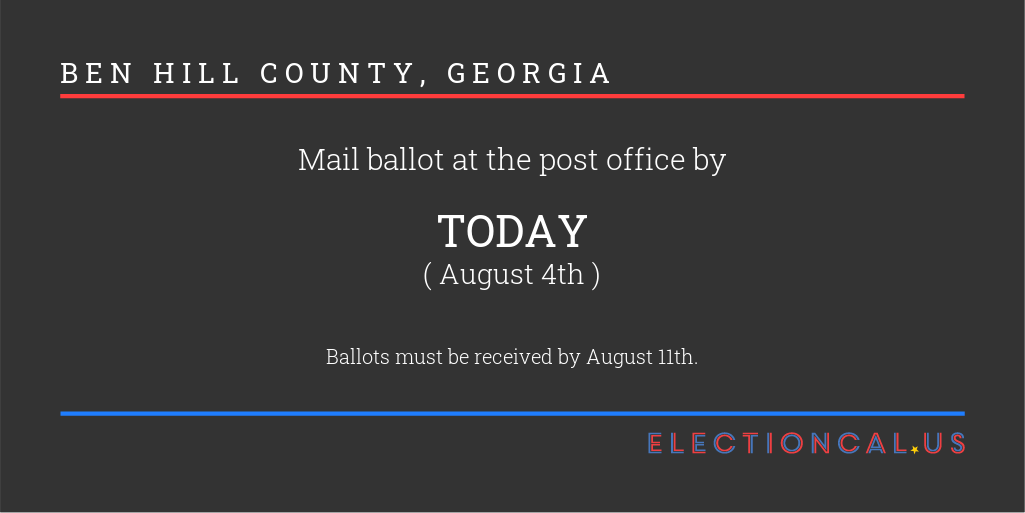 BEN HILL COUNTY, GEORGIA
Mail ballot at the post office by
TODAY
( August 4th )
Ballots must be received by August 11th.
ELECTIONCAL.US